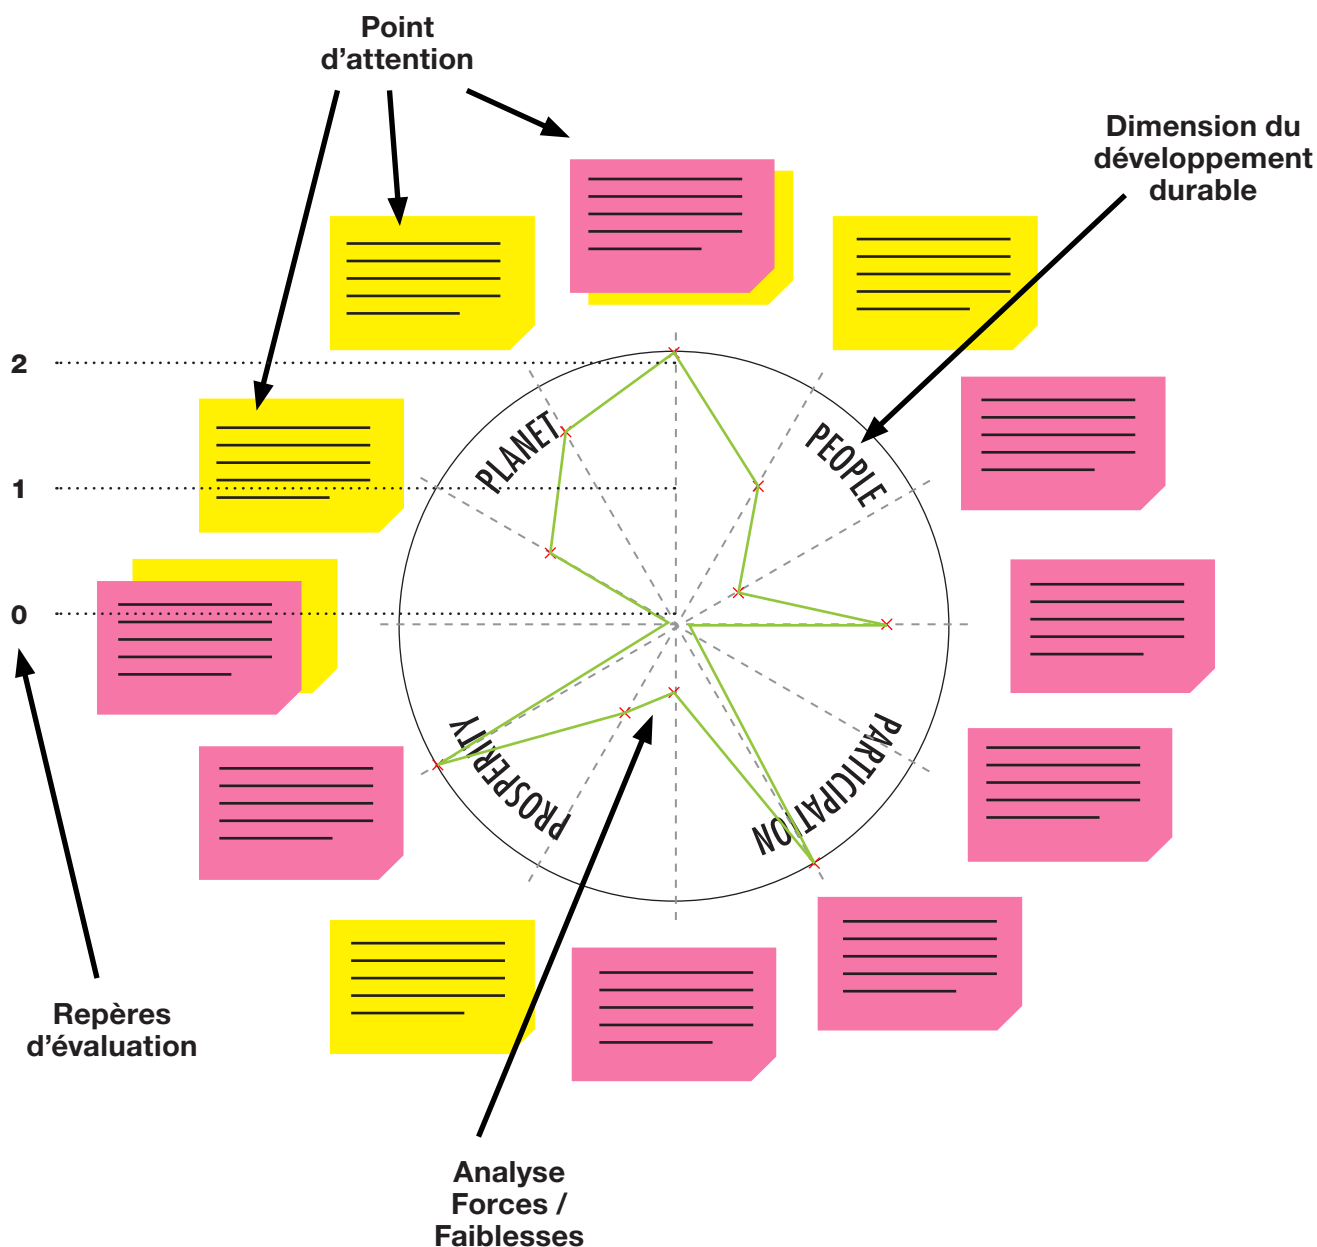 Point
d’attention
Dimension du
développement
durable
2
PLANET
PEOPLE
1
0
PROSPERITY
PARTICIPATION
Repères
d’évaluation
Analyse
Forces /
Faiblesses